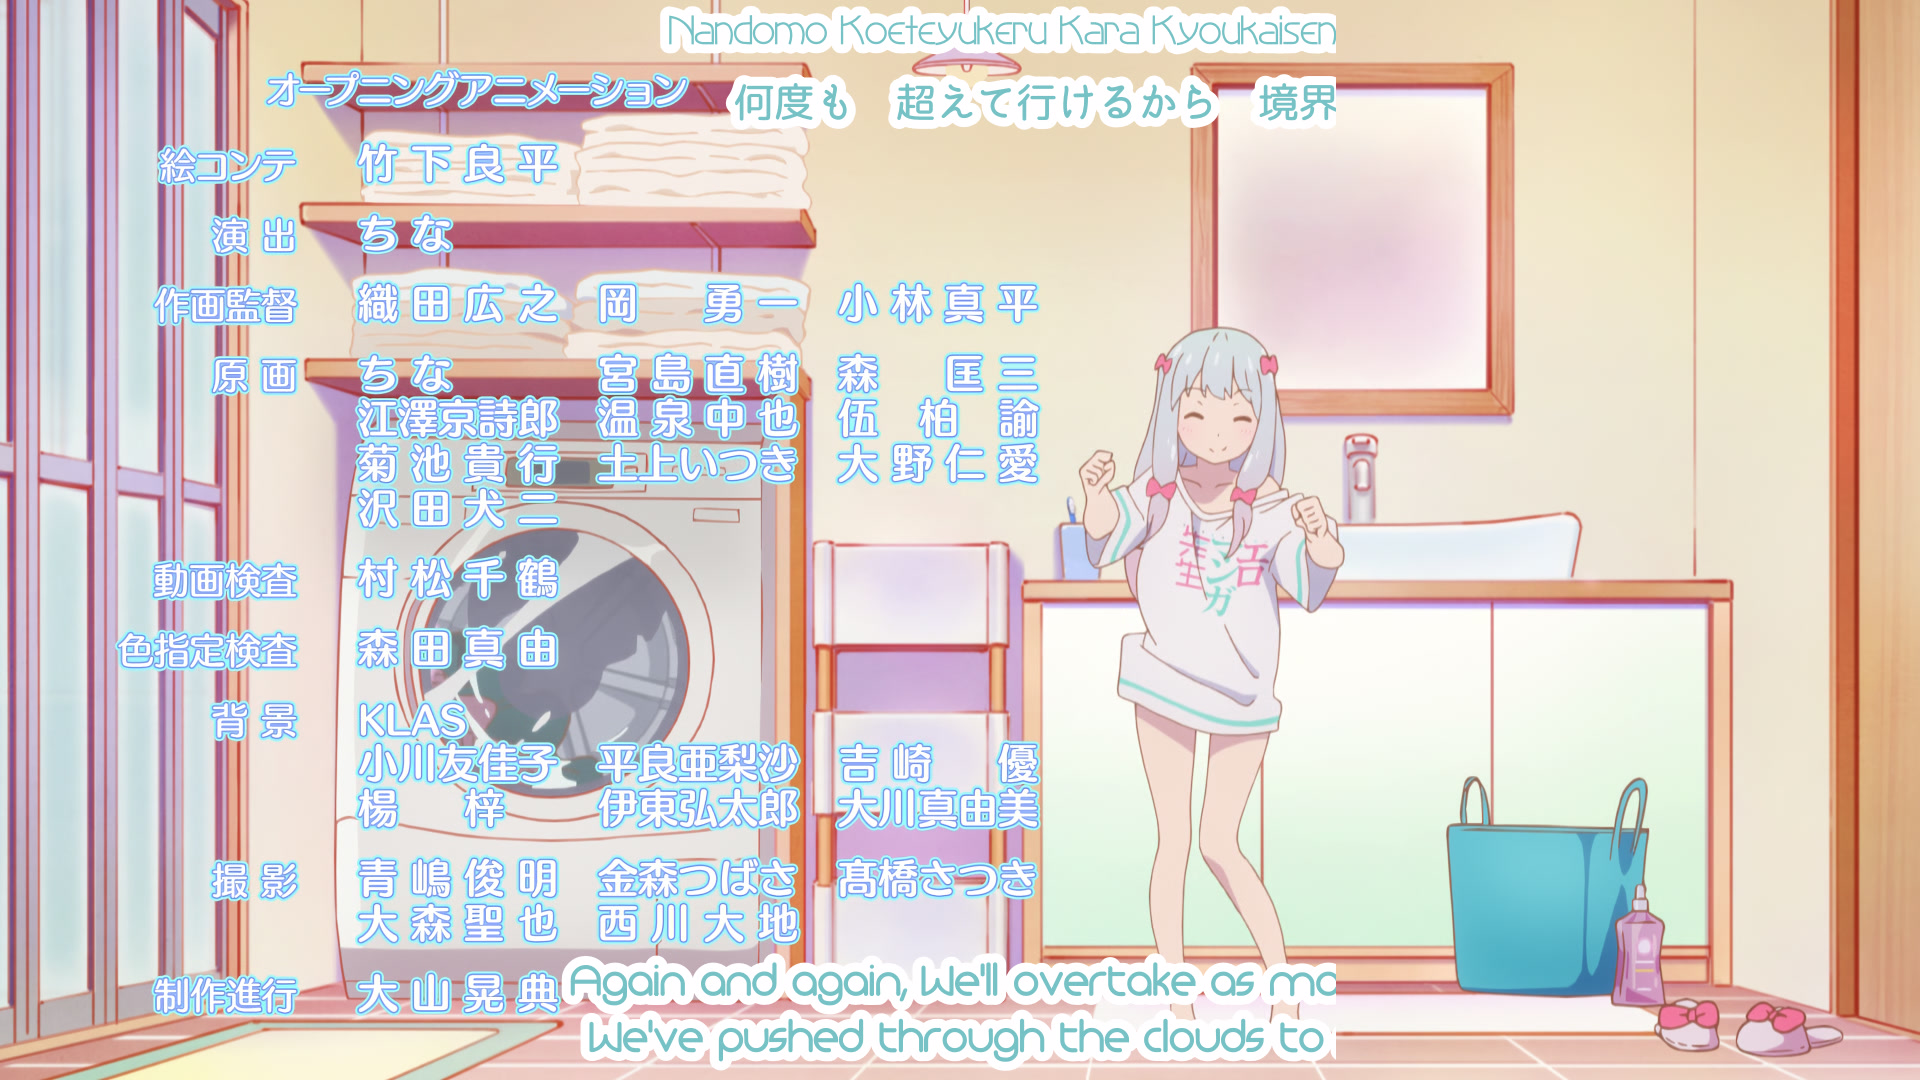 Nandomo Koeteyukeru Kara Kyoukaisen
何度も　超えて行けるから　境界
オープニングアニメーション
絵コンテ　竹下良平
演出　ちな
作画監督　織田広之　岡勇一　小林真平
原画　ちな　宮島直樹　森匡三
江澤京詩郎　温泉中也　伍柏諭
菊池貴行　土上いつき　大野仁愛
沢田犬二
動画検査　村松千鶴
色指定検査　森田真由
背景　KLAS
小川友佳子　平良亜梨沙　吉崎優
楊梓　伊東弘太郎　大川真由美
撮影　青嶋俊明　金森つばさ　髙橋さつき
大森聖也　西川大地
制作進行　大山晃典
エロ
マンガ
先生
Again and again, We'll overtake as ma
We've pushed through the clouds to